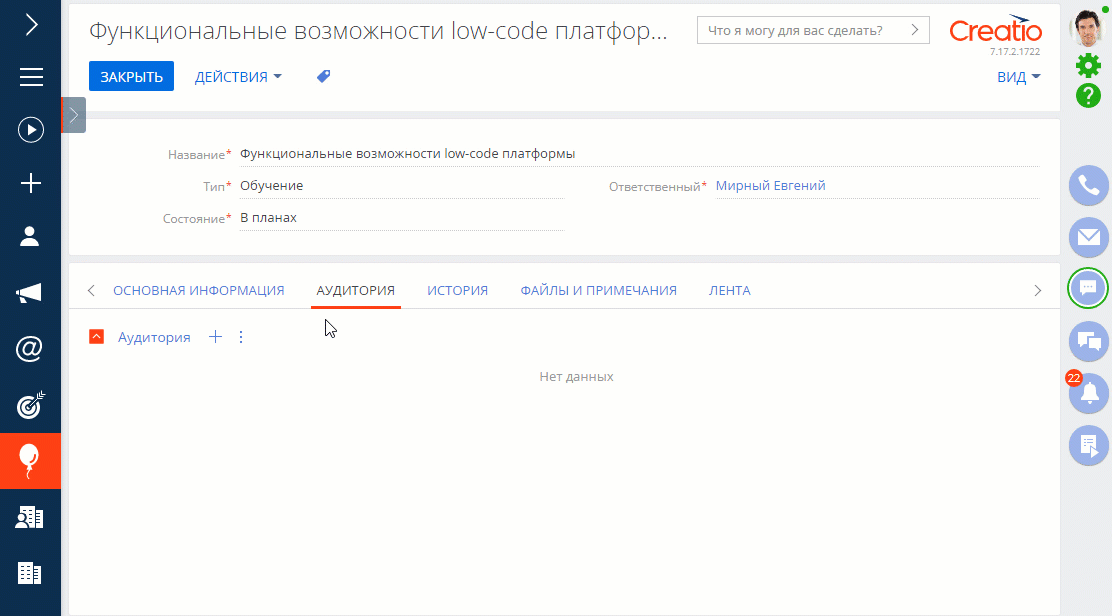 Функциональные возможности low-code платфор...
Что я могу для вас сделать?
Creatio
7.17.2.1722
ЗАКРЫТЬ
ДЕЙСТВИЯ
ВИД
Название* Функциональные возможности low-code платформы
Тип* Обучение
Ответственный* Мирный Евгений
Состояние* В планах
ОСНОВНАЯ ИНФОРМАЦИЯ
АУДИТОРИЯ
ИСТОРИЯ
ФАЙЛЫ И ПРИМЕЧАНИЯ
ЛЕНТА
Аудитория
Нет данных
22